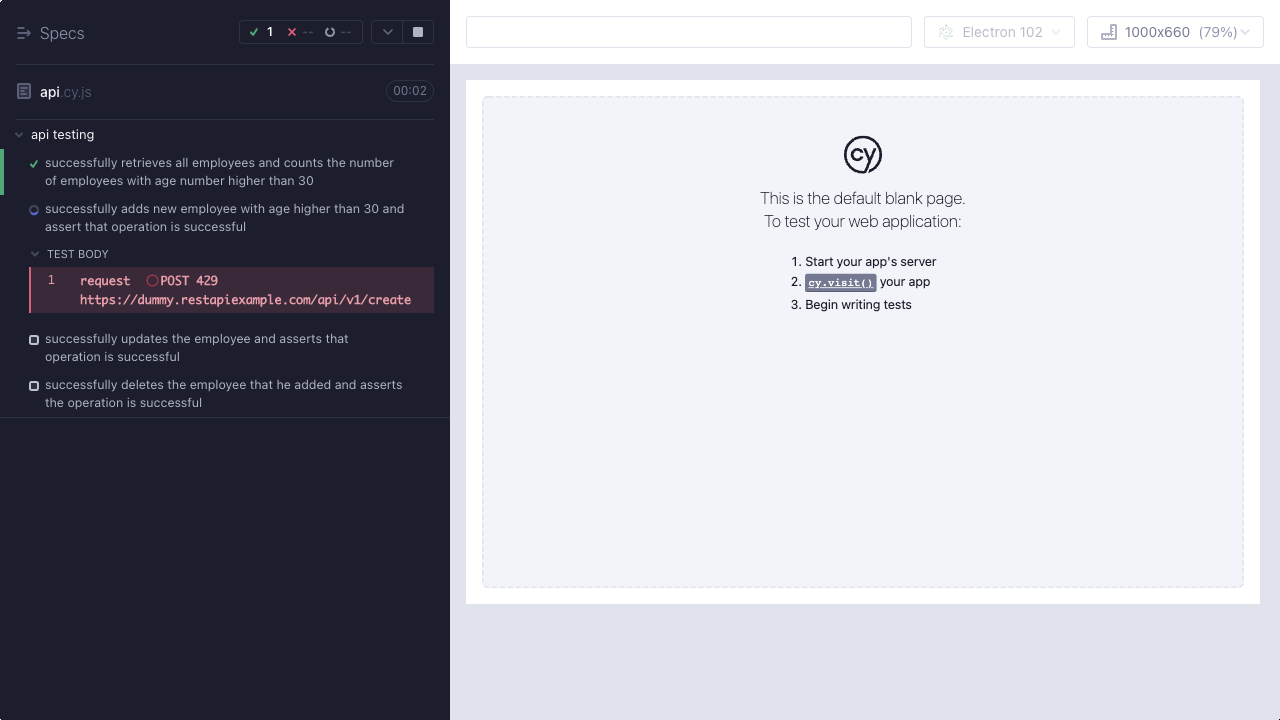 Specs
1 -- --
api.cy.js
00:02
api testing
successfully retrieves all employees and counts the number
of employees with age number higher than 30
successfully adds new employee with age higher than 30 and
assert that operation is successful
TEST BODY
1 request POST 429
https://dummy.restapiexample.com/api/v1/create
successfully updates the employee and asserts that
operation is successful
successfully deletes the employee that he added and asserts
the operation is successful
Electron 102
1000x660 (79%)
cy
This is the default blank page.
To test your web application:
1. Start your app's server
2. cy.visit() your app
3. Begin writing tests